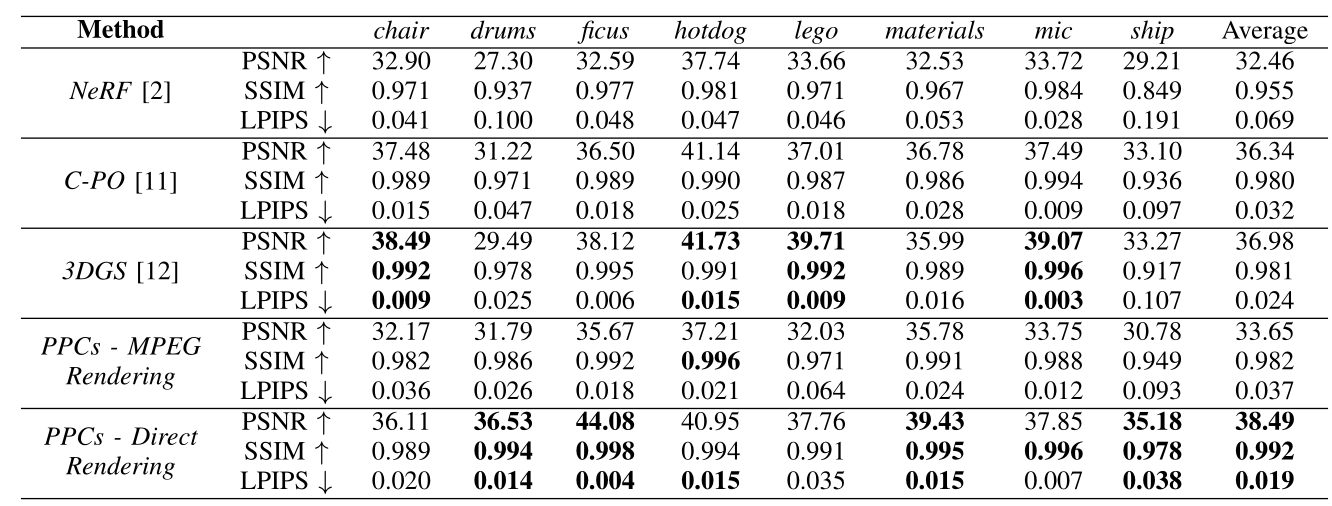 Method chair drums ficus hotdog lego materials mic ship Average
PSNR ↑ 32.90 27.30 32.59 37.74 33.66 32.53 33.72 29.21 32.46
NeRF [2] SSIM ↑ 0.971 0.937 0.977 0.981 0.971 0.967 0.984 0.849 0.955
LPIPS ↓ 0.041 0.100 0.048 0.047 0.046 0.053 0.028 0.191 0.069
PSNR ↑ 37.48 31.22 36.50 41.14 37.01 36.78 37.49 33.10 36.34
C-PO [11] SSIM ↑ 0.989 0.971 0.989 0.990 0.987 0.986 0.994 0.936 0.980
LPIPS ↓ 0.015 0.047 0.018 0.025 0.018 0.028 0.009 0.097 0.032
PSNR ↑ 38.49 29.49 38.12 41.73 39.71 35.99 39.07 33.27 36.98
3DGS [12] SSIM ↑ 0.992 0.978 0.995 0.991 0.992 0.989 0.996 0.917 0.981
LPIPS ↓ 0.009 0.025 0.006 0.015 0.009 0.016 0.003 0.107 0.024
PSNR ↑ 32.17 31.79 35.67 37.21 32.03 35.78 33.75 30.78 33.65
PPCs - MPEG
Rendering
SSIM ↑ 0.982 0.986 0.992 0.996 0.971 0.991 0.988 0.949 0.982
LPIPS ↓ 0.036 0.026 0.018 0.021 0.064 0.024 0.012 0.093 0.037
PSNR ↑ 36.11 36.53 44.08 40.95 37.76 39.43 37.85 35.18 38.49
PPCs - Direct
Rendering
SSIM ↑ 0.989 0.994 0.998 0.994 0.991 0.995 0.996 0.978 0.992
LPIPS ↓ 0.020 0.014 0.004 0.015 0.035 0.015 0.007 0.038 0.019